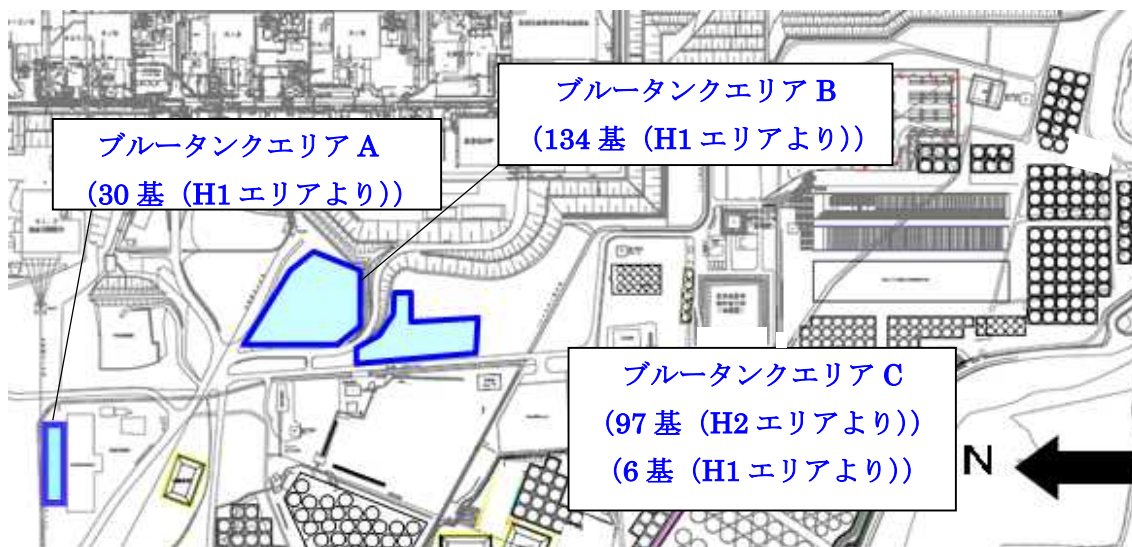 ブルータンクエリア A
(30 基 (H1 エリアより))
ブルータンクエリア B
(134 基 (H1 エリアより))
ブルータンクエリア C
(97 基 (H2 エリアより))
(6 基 (H1 エリアより))
N